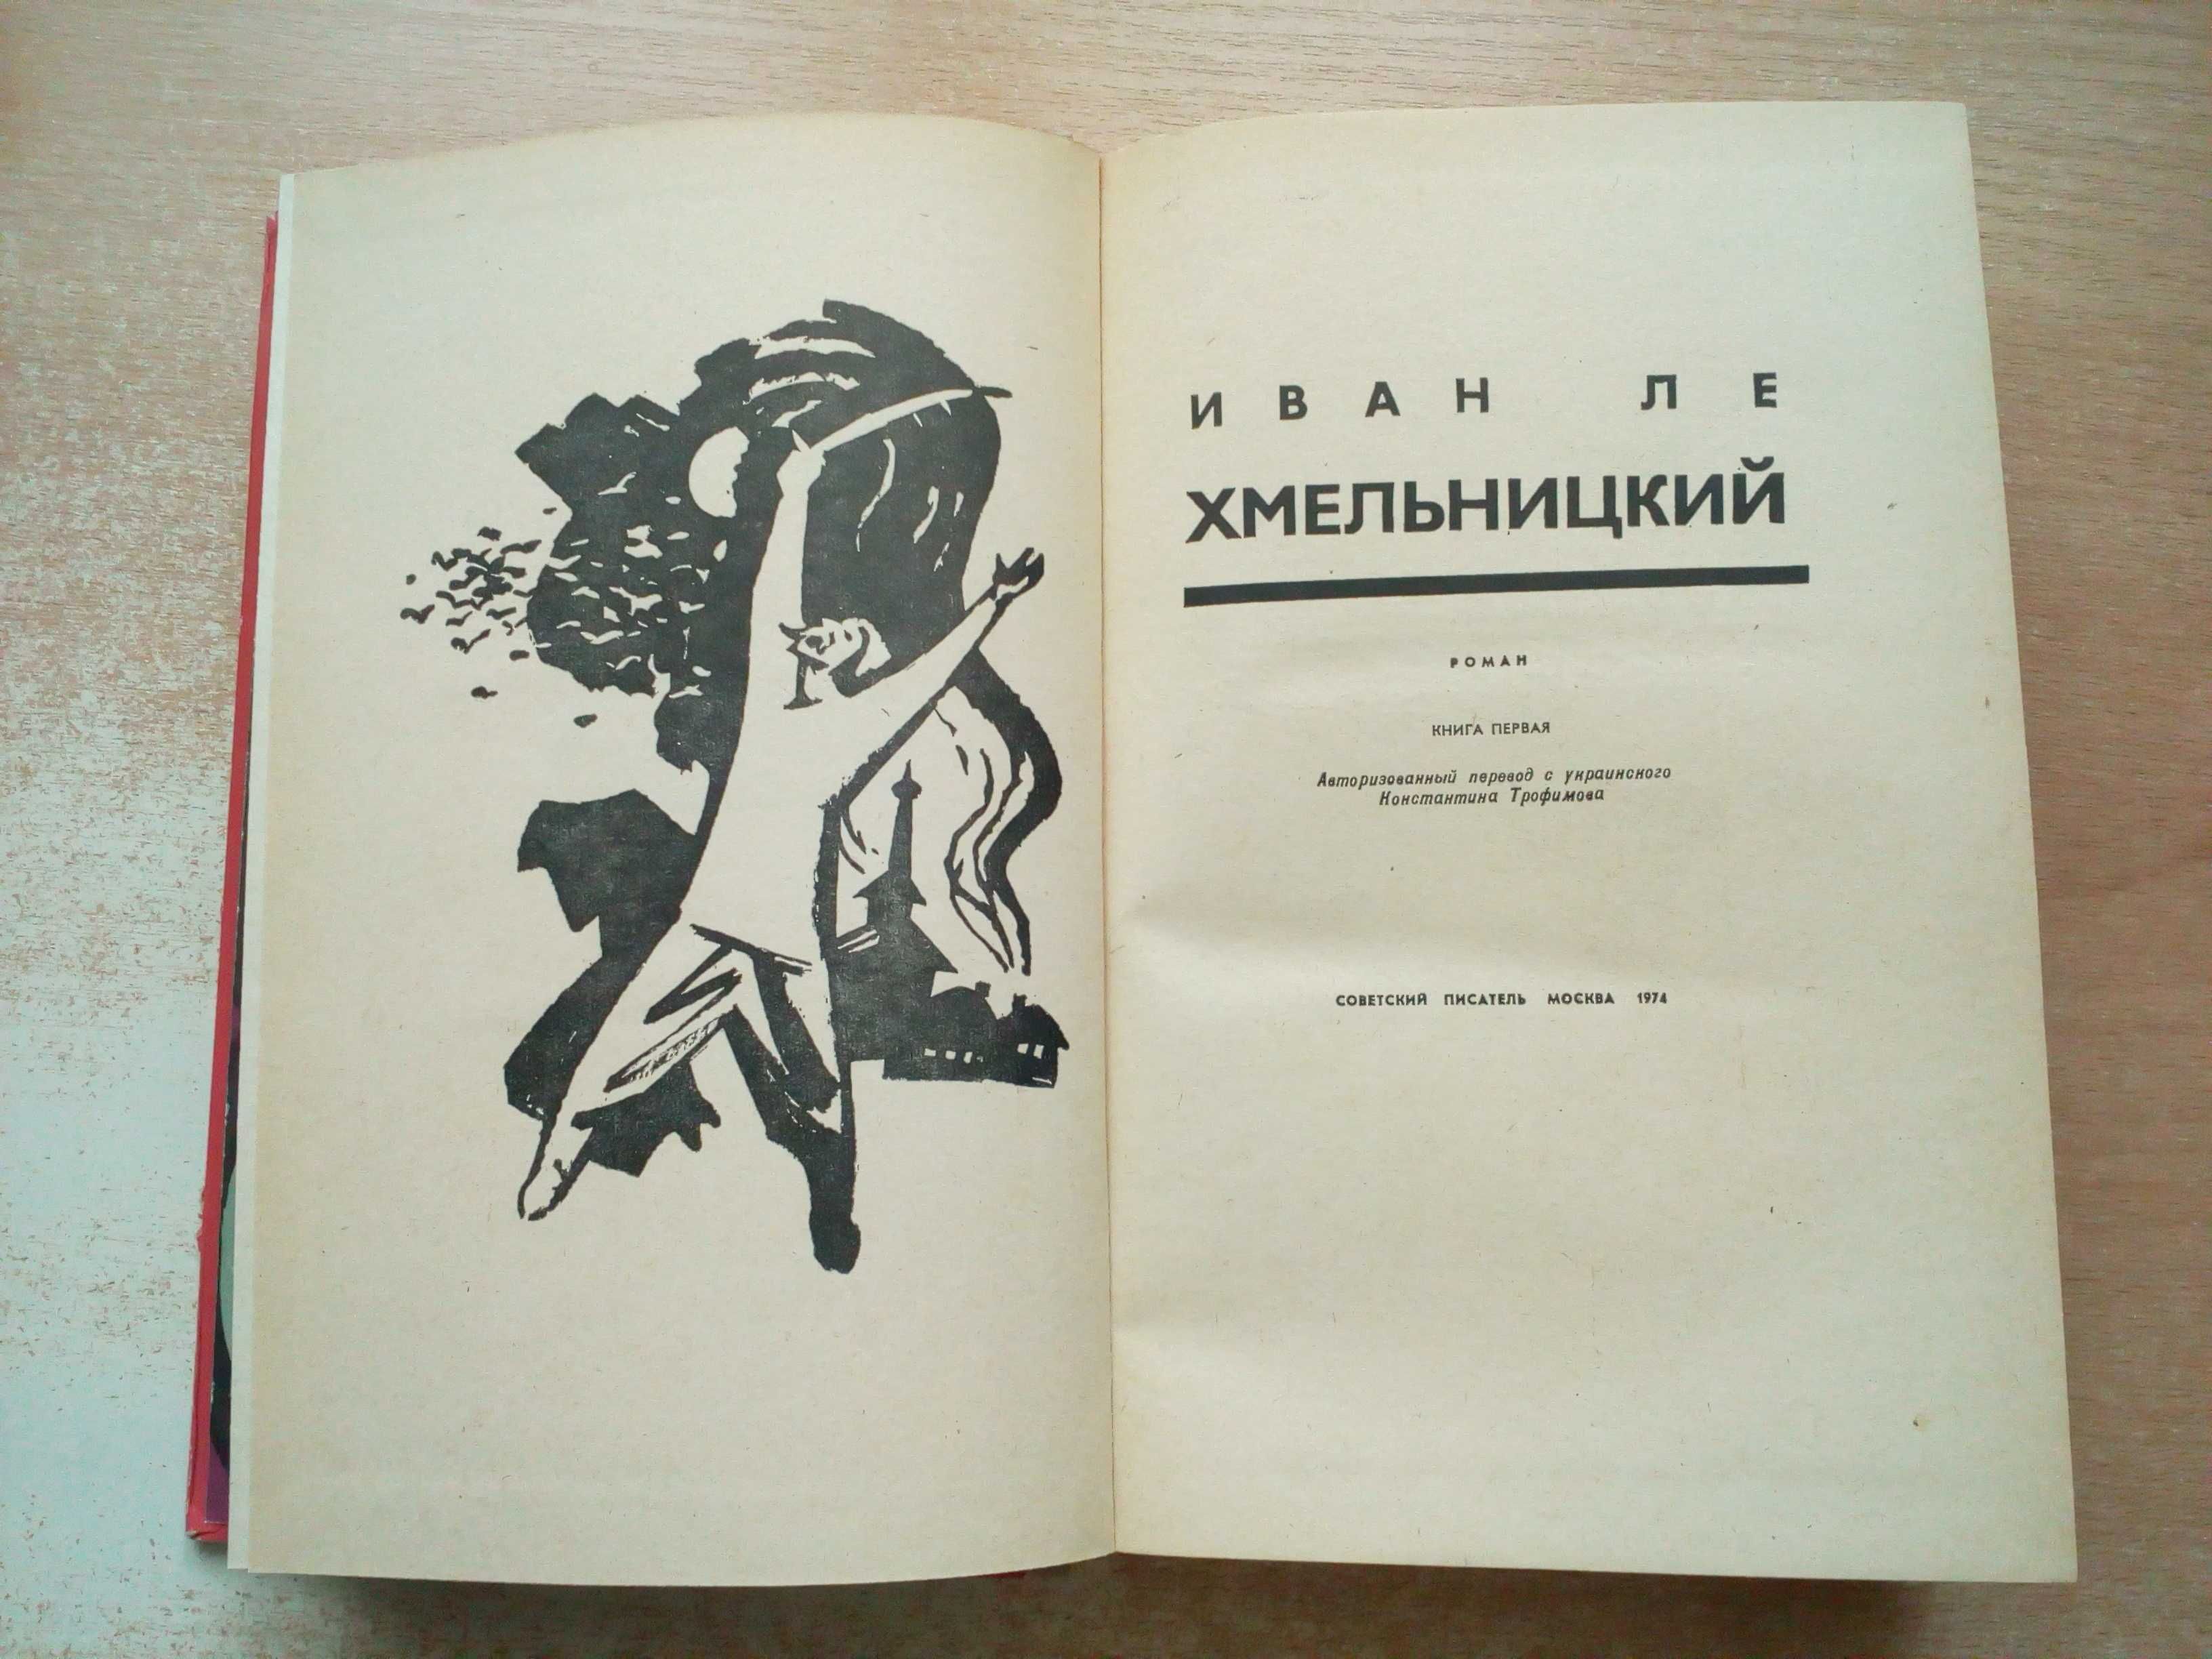 ИВАН ЛЕ
ХМЕЛЬНИЦКИЙ
РОМАН
КНИГА ПЕРВАЯ
Авторизованный перевод с украинского
Константина Трофимова
СОВЕТСКИЙ ПИСАТЕЛЬ МОСКВА 1974